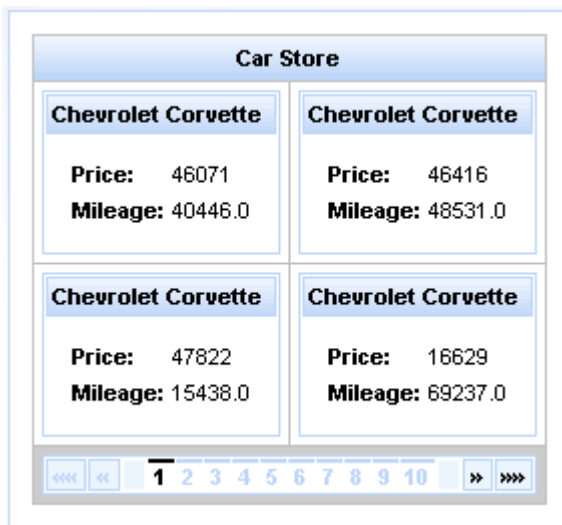 Car Store
Chevrolet Corvette Chevrolet Corvette
Price: 46071 Price: 46416
Mileage: 40446.0 Mileage: 48531.0
Chevrolet Corvette Chevrolet Corvette
Price: 47822 Price: 16629
Mileage: 15438.0 Mileage: 69237.0
«« « 1 2 3 4 5 6 7 8 9 10 » »»